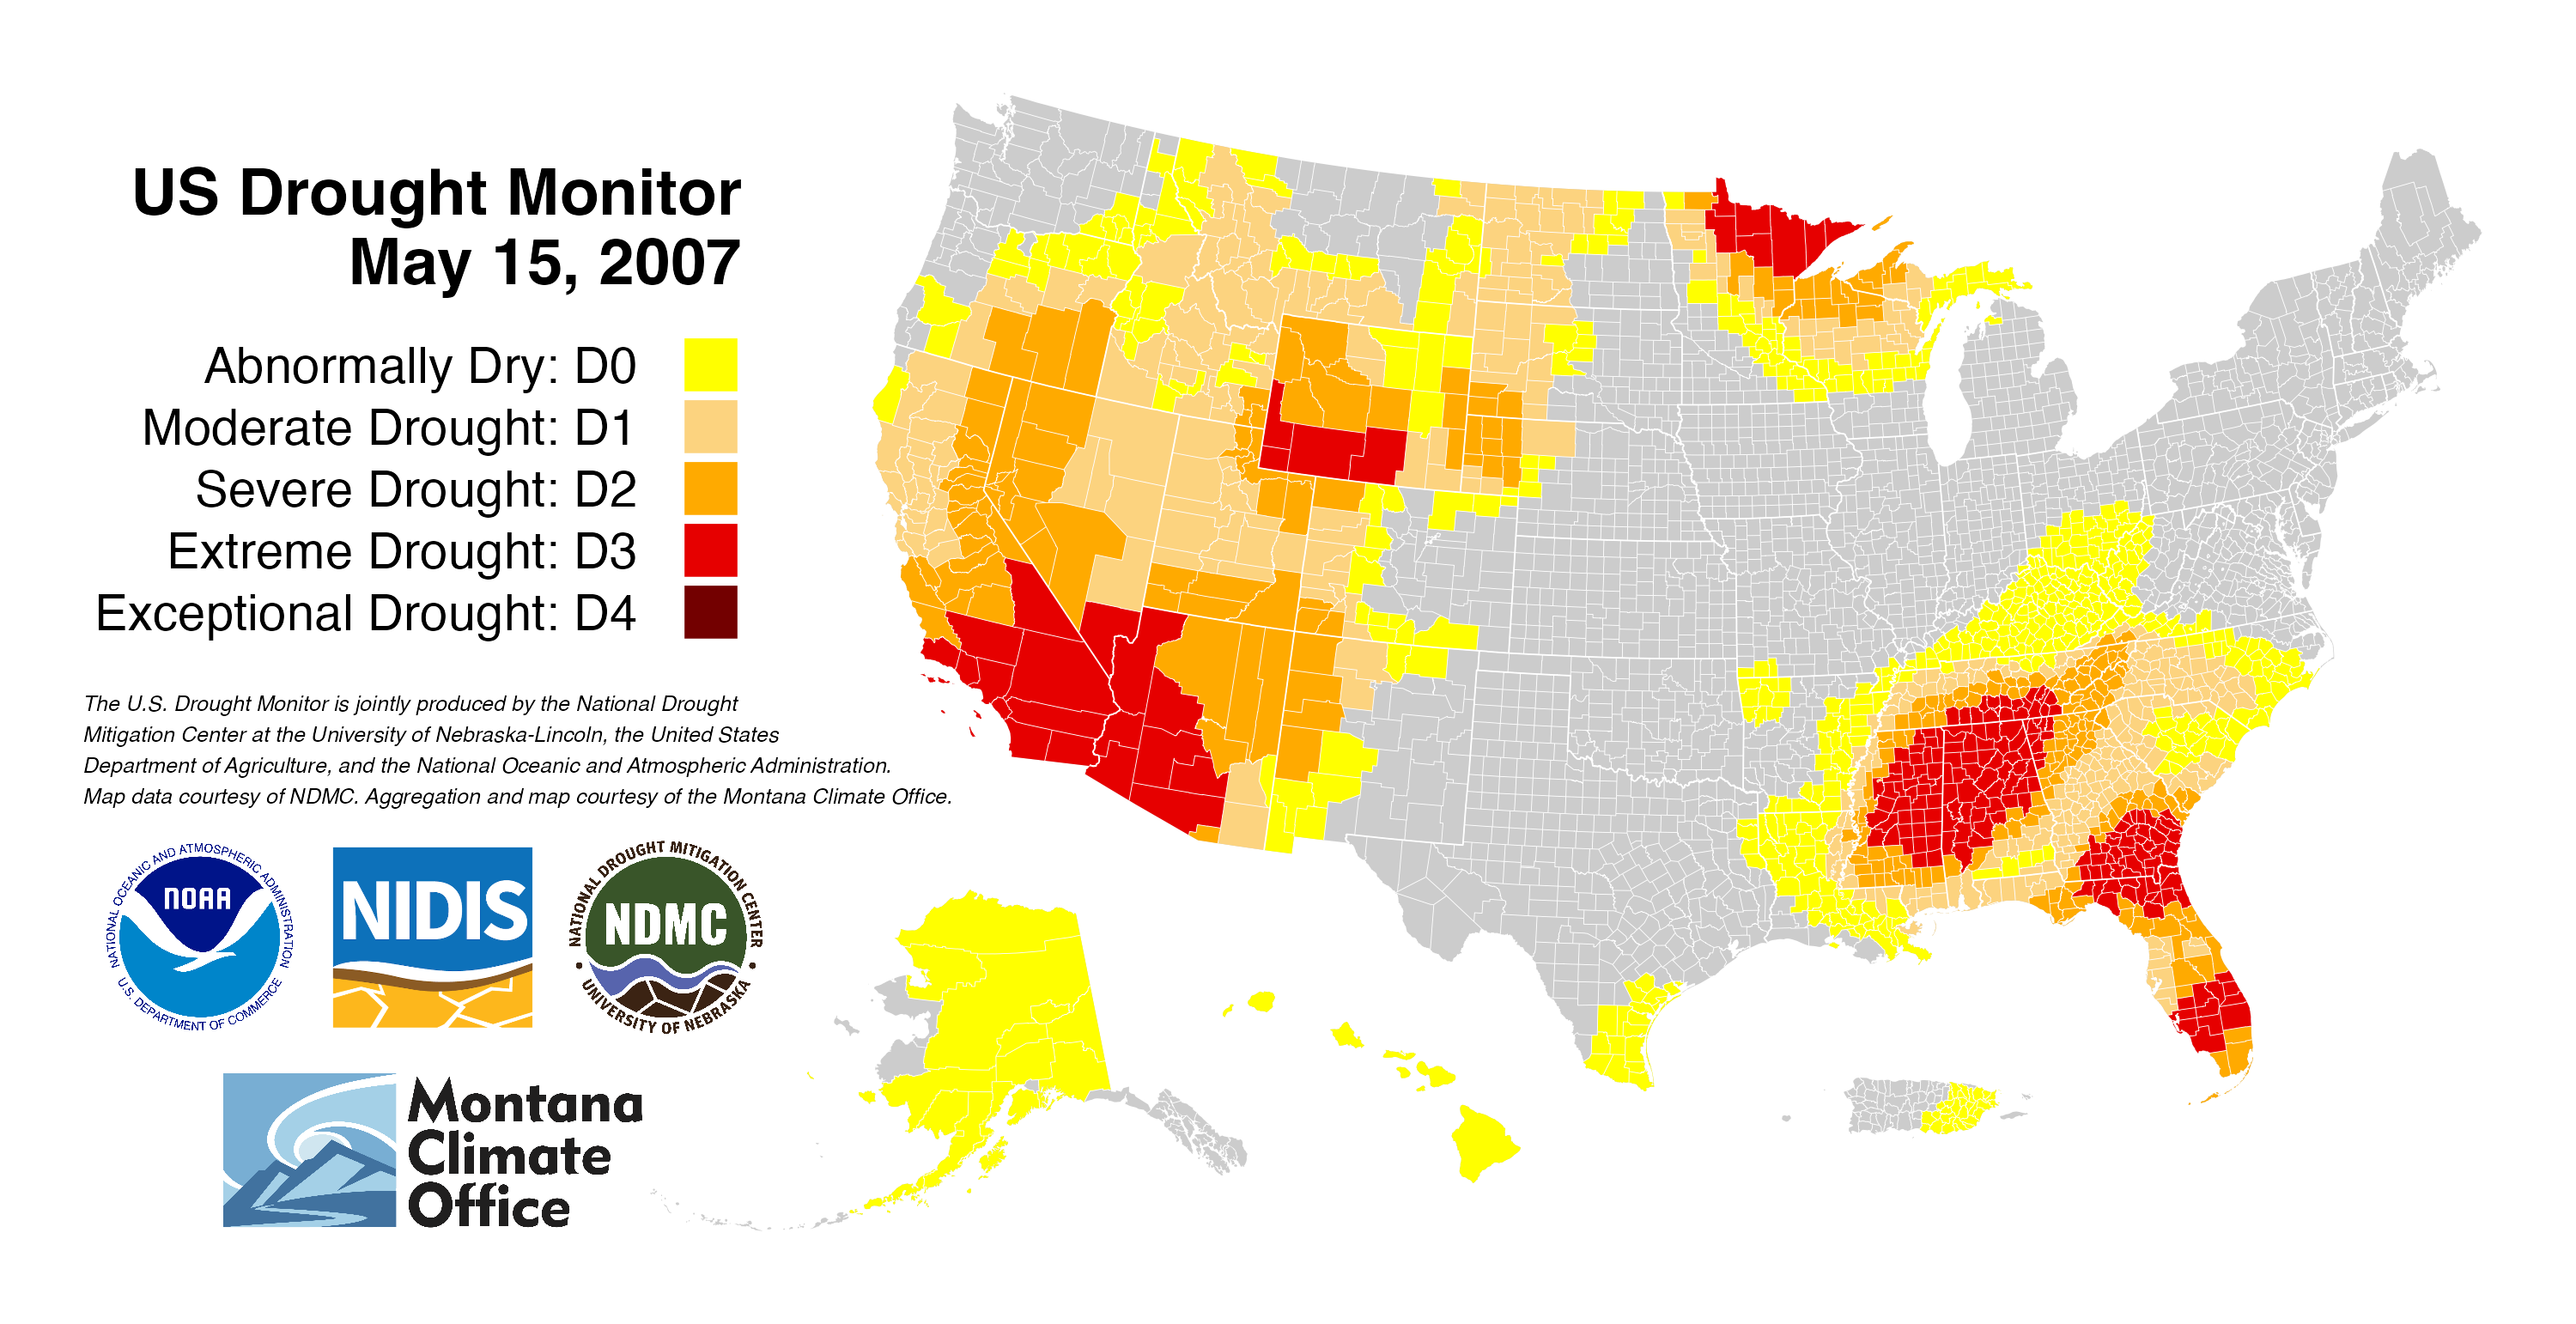 US Drought Monitor
May 15, 2007
Abnormally Dry: D0
Moderate Drought: D1
Severe Drought: D2
Extreme Drought: D3
Exceptional Drought: D4
The U.S. Drought Monitor is jointly produced by the National Drought
Mitigation Center at the University of Nebraska-Lincoln, the United States
Department of Agriculture, and the National Oceanic and Atmospheric Administration.
Map data courtesy of NDMC. Aggregation and map courtesy of the Montana Climate Office.
NATIONAL OCEANIC AND ATMOSPHERIC ADMINISTRATION
NOAA
U.S. DEPARTMENT OF COMMERCE
NIDIS
NATIONAL DROUGHT MITIGATION CENTER
NDMC
UNIVERSITY OF NEBRASKA
Montana
Climate
Office